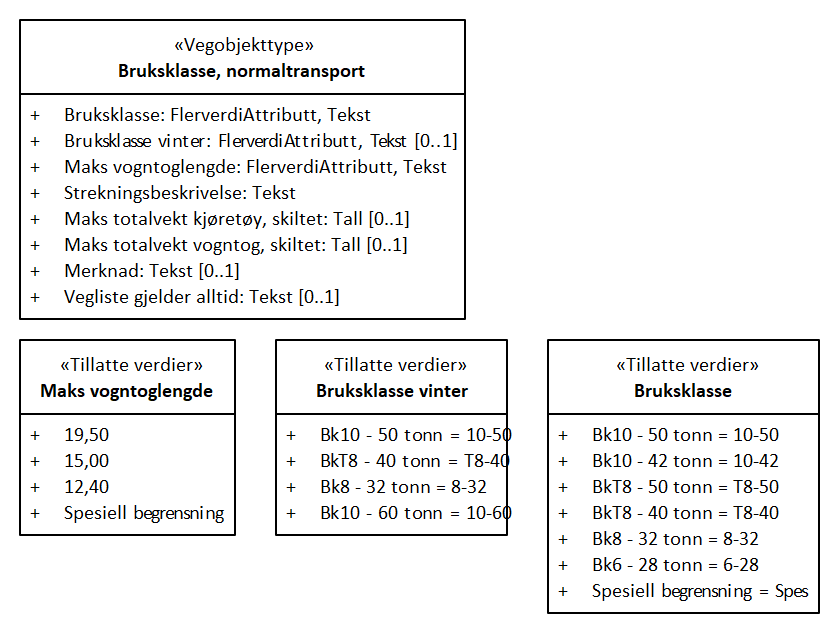 «Vegobjekttype»
Bruksklasse, normaltransport
+ Bruksklasse: FlerverdiAttributt, Tekst
+ Bruksklasse vinter: FlerverdiAttributt, Tekst [0..1]
+ Maks vogntoglengde: FlerverdiAttributt, Tekst
+ Strekningsbeskrivelse: Tekst
+ Maks totalvekt kjøretøy, skiltet: Tall [0..1]
+ Maks totalvekt vogntog, skiltet: Tall [0..1]
+ Merknad: Tekst [0..1]
+ Vegliste gjelder alltid: Tekst [0..1]
«Tillatte verdier»
Maks vogntoglengde
+ 19,50
+ 15,00
+ 12,40
+ Spesiell begrensning
«Tillatte verdier»
Bruksklasse vinter
+ Bk10 - 50 tonn = 10-50
+ BkT8 - 40 tonn = T8-40
+ Bk8 - 32 tonn = 8-32
+ Bk10 - 60 tonn = 10-60
«Tillatte verdier»
Bruksklasse
+ Bk10 - 50 tonn = 10-50
+ Bk10 - 42 tonn = 10-42
+ BkT8 - 50 tonn = T8-50
+ BkT8 - 40 tonn = T8-40
+ Bk8 - 32 tonn = 8-32
+ Bk6 - 28 tonn = 6-28
+ Spesiell begrensning = Spes